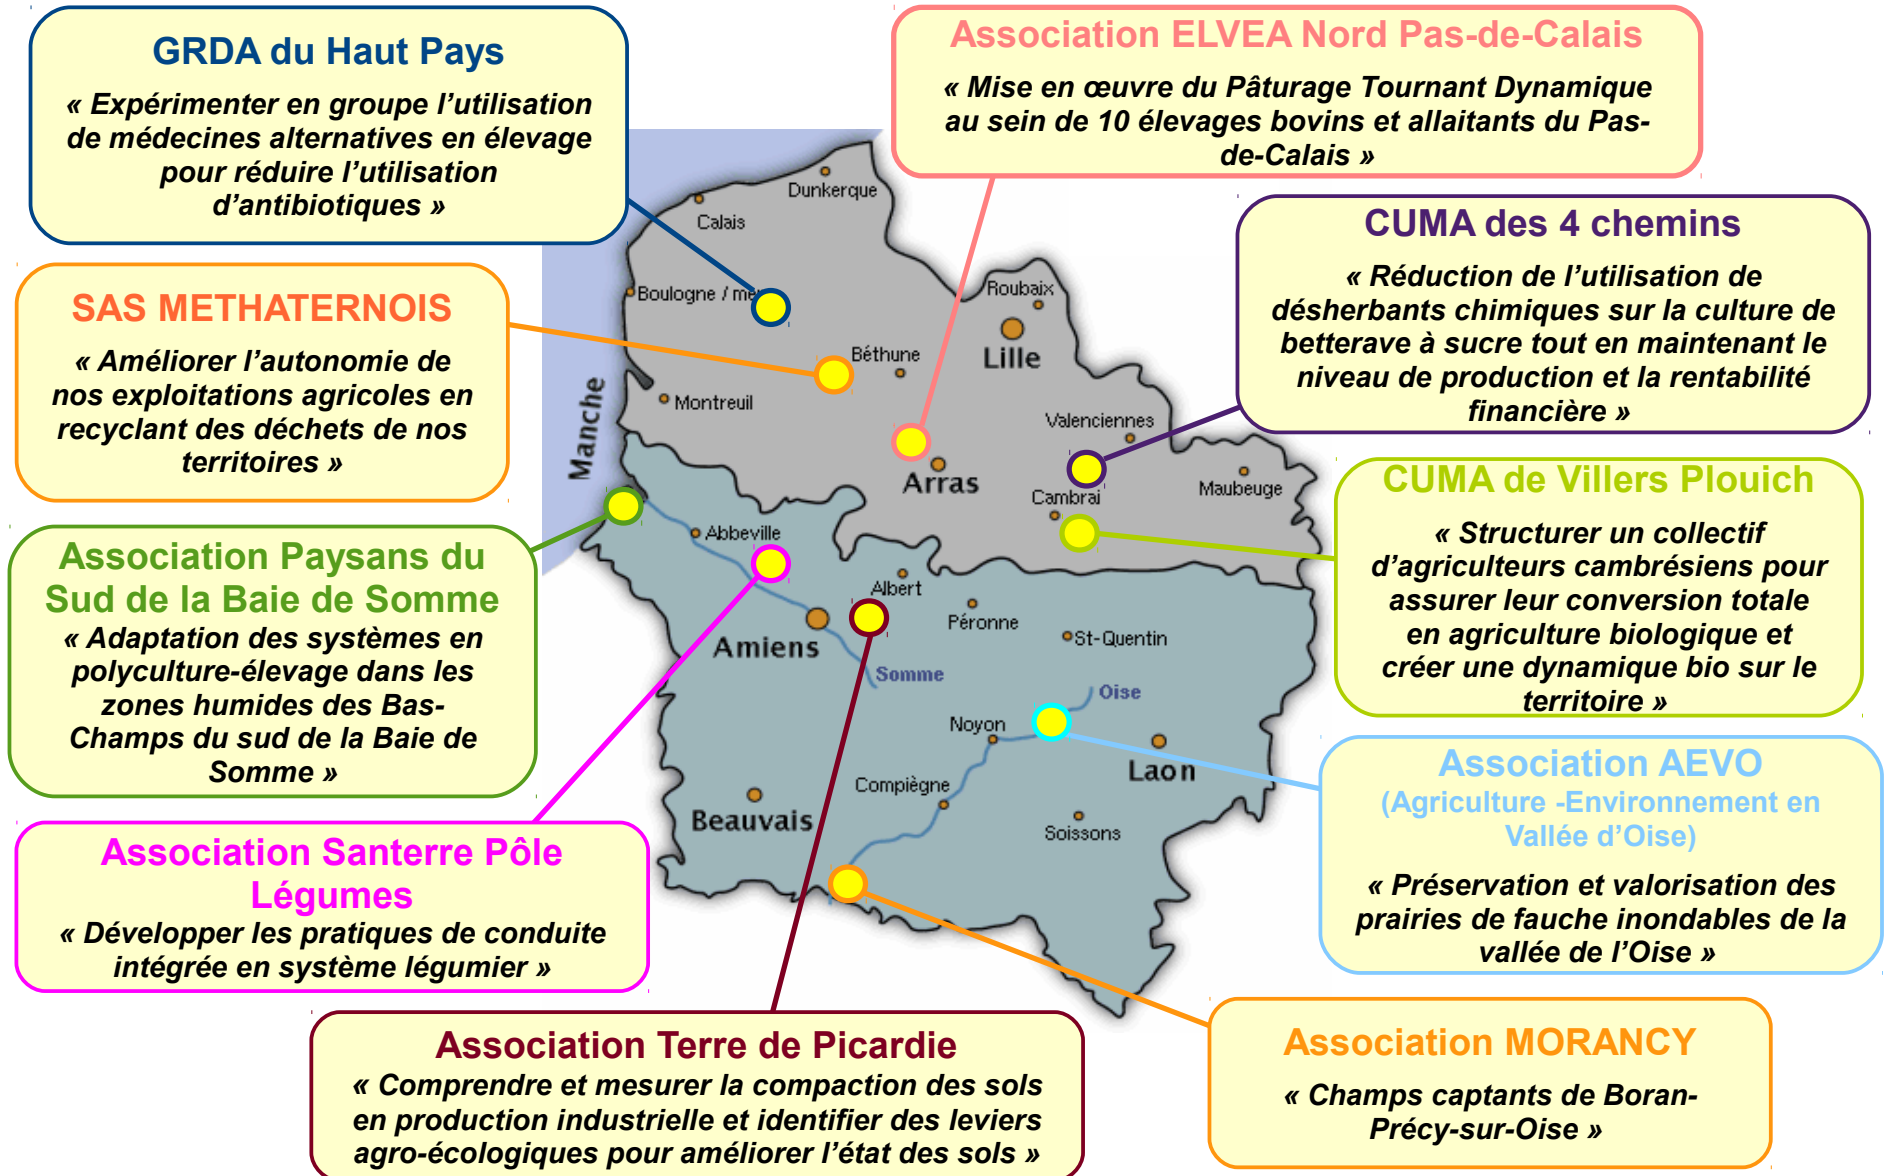 GRDA du Haut Pays
« Expérimenter en groupe l’utilisation
de médecines alternatives en élevage
pour réduire l’utilisation
d’antibiotiques »
Association ELVEA Nord Pas-de-Calais
« Mise en œuvre du Pâturage Tournant Dynamique
au sein de 10 élevages bovins et allaitants du Pas-
de-Calais »
SAS METHATERNOIS
« Améliorer l’autonomie de
nos exploitations agricoles en
recyclant des déchets de nos
territoires »
CUMA des 4 chemins
« Réduction de l’utilisation de
désherbants chimiques sur la culture de
betterave à sucre tout en maintenant le
niveau de production et la rentabilité
financière »
Association Paysans du
Sud de la Baie de Somme
« Adaptation des systèmes en
polyculture-élevage dans les
zones humides des Bas-
Champs du sud de la Baie de
Somme »
CUMA de Villers Plouich
« Structurer un collectif
d’agriculteurs cambrésiens pour
assurer leur conversion totale
en agriculture biologique et
créer une dynamique bio sur le
territoire »
Association Santerre Pôle
Légumes
« Développer les pratiques de conduite
intégrée en système légumier »
Association AEVO
(Agriculture -Environnement en
Vallée d’Oise)
« Préservation et valorisation des
prairies de fauche inondables de la
vallée de l’Oise »
Association Terre de Picardie
« Comprendre et mesurer la compaction des sols
en production industrielle et identifier des leviers
agro-écologiques pour améliorer l’état des sols »
Association MORANCY
« Champs captants de Boran-
Précy-sur-Oise »
Dunkerque
Calais
Boulogne / me
Roubaix
Lille
Béthune
Montreuil
Manche
Valenciennes
Arras
Cambrai
Maubeuge
Abbeville
Albert
Péronne
Amiens
St-Quentin
Somme
Oise
Noyon
Laon
Compiègne
Beauvais
Soissons